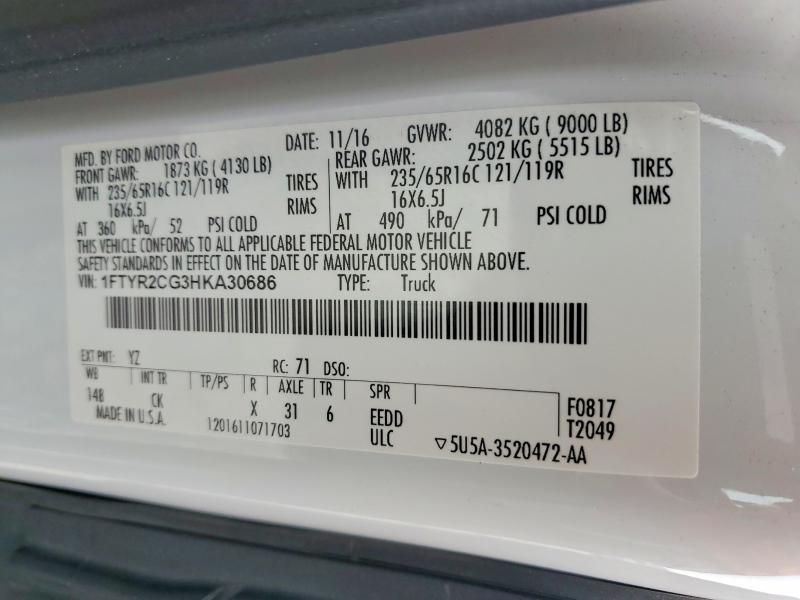 MFD. BY FORD MOTOR CO. DATE: 11/16 GVWR: 4082 KG ( 9000 LB)
FRONT GAWR: 1873 KG ( 4130 LB) REAR GAWR: 2502 KG ( 5515 LB)
WITH 235/65R16C 121/119R TIRES WITH 235/65R16C 121/119R TIRES
16X6.5J RIMS 16X6.5J RIMS
AT 360 kPa/ 52 PSI COLD AT 490 kPa/ 71 PSI COLD
THIS VEHICLE CONFORMS TO ALL APPLICABLE FEDERAL MOTOR VEHICLE
SAFETY STANDARDS IN EFFECT ON THE DATE OF MANUFACTURE SHOWN ABOVE.
VIN: 1FTYR2CG3HKA30686 TYPE: Truck
EXT PNT: YZ RC: 71 DSO:
WB INT TR TP/PS R AXLE TR SPR
148 CK X 31 6 EEDD F0817
MADE IN U.S.A. 1201611071703 ULC T2049
▽5U5A-3520472-AA